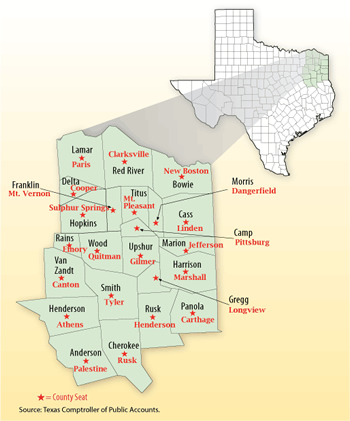 Lamar
Paris
Clarksville
Red River
New Boston
Bowie
Franklin
Mt. Vernon
Delta
Cooper
Titus
Mt.
Pleasant
Morris
Dangerfield
Sulphur Springs
Hopkins
Cass
Linden
Camp
Pittsburg
Rains
Emory
Wood
Quitman
Upshur
Gilmer
Marion
Jefferson
Van
Zandt
Canton
Harrison
Marshall
Smith
Tyler
Gregg
Longview
Henderson
Athens
Rusk
Henderson
Panola
Carthage
Anderson
Palestine
Cherokee
Rusk
= County Seat
Source: Texas Comptroller of Public Accounts.